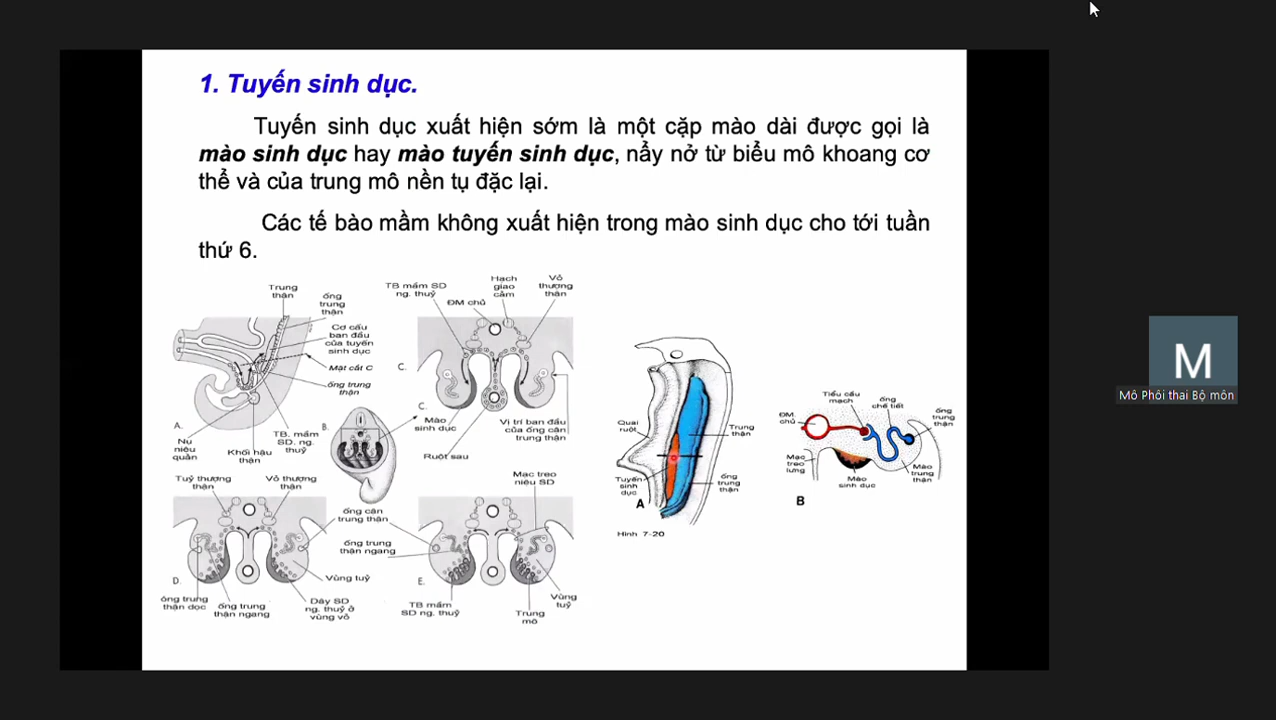 1. Tuyến sinh dục.
Tuyến sinh dục xuất hiện sớm là một cặp mào dài được gọi là
mào sinh dục hay mào tuyến sinh dục, nẩy nở từ biểu mô khoang cơ
thể và của trung mô nền tụ đặc lại.
Các tế bào mầm không xuất hiện trong mào sinh dục cho tới tuần
thứ 6.
Trung
thận
ống
trung
thận
Cơ cấu
ban đầu
của tuyến
sinh dục
Mặt cắt C
ống trung
thận
A.
Nụ
niệu
quản
Khối hậu
thận
TB. mầm
SD. ng.
thuỷ
B.
TB mầm SD
ng. thuỷ
Hạch
giao
cảm
Vỏ
thượng
thận
ĐM chủ
C.
C.
Mào
sinh dục
Vị trí ban đầu
của ống cận
trung thận
Ruột sau
Tuỷ thượng
thận
Vỏ thượng
thận
Mạc treo
niệu SD
ống cận
trung thận
ống trung
thận ngang
D.
Vùng tuỷ
ống trung
thận dọc
ống trung
thận ngang
Dây SD
ng. thuỷ ở
vùng vỏ
E.
TB mầm
SD ng. thuỷ
Trung
mô
Vùng
tuỷ
Quai
ruột
Trung
thận
Tuyến
sinh
dục
ống
trung
thận
A
Hình 7-20
Tiểu cầu
mạch
ống
chế tiết
ĐM.
chủ
ống
trung
thận
Mạc
treo
lưng
Mào
sinh dục
Mào
trung
thận
B
M
Mô Phôi thai Bộ môn